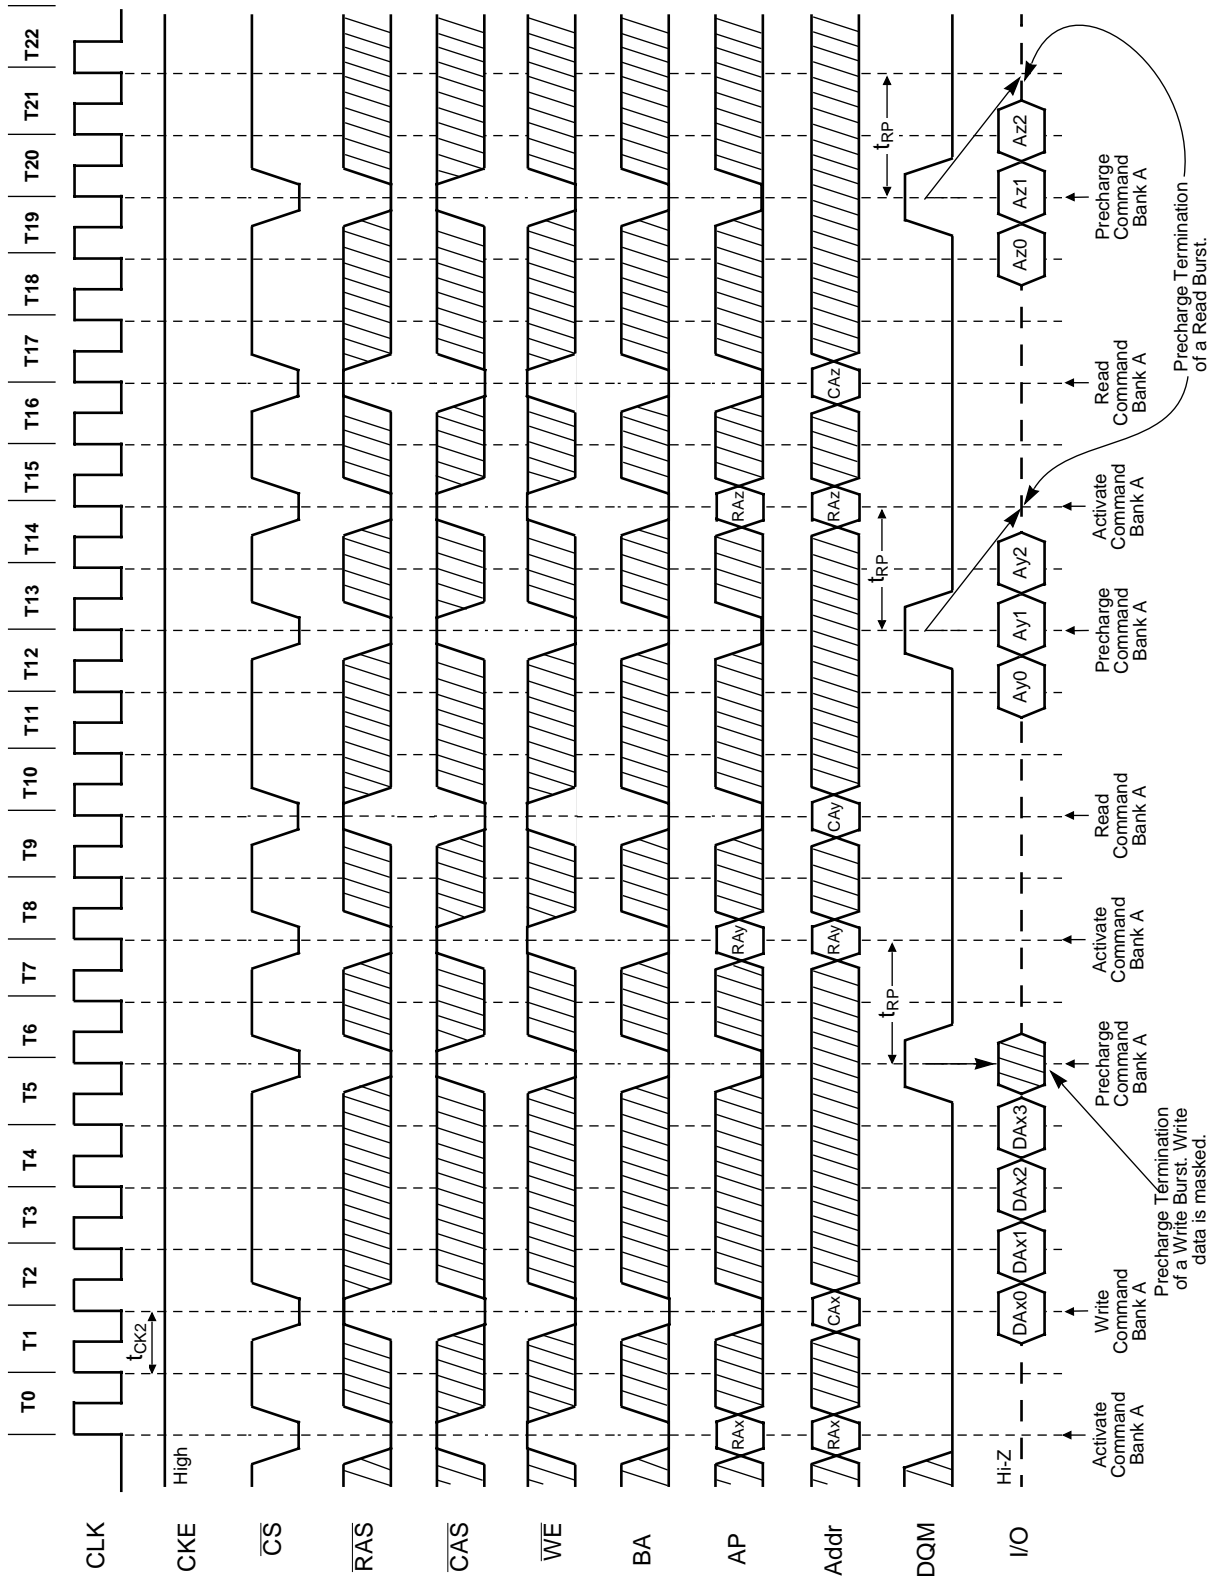 T0 T1 T2 T3 T4 T5 T6 T7 T8 T9 T10 T11 T12 T13 T14 T15 T16 T17 T18 T19 T20 T21 T22
CLK
tCK2
CKE
High
CS
RAS
CAS
WE
BA
AP
RAx RAy RAz
Addr
RAx CAx RAy CAy RAz CAz
tRP tRP tRP
DQM
I/O
Hi-Z
DAx0 DAx1 DAx2 DAx3 Ay0 Ay1 Ay2 Az0 Az1 Az2
Activate
Command
Bank A
Write
Command
Bank A
Precharge
Command
Bank A
Activate
Command
Bank A
Read
Command
Bank A
Precharge
Command
Bank A
Activate
Command
Bank A
Read
Command
Bank A
Precharge
Command
Bank A
Precharge Termination
of a Write Burst. Write
data is masked.
Precharge Termination
of a Read Burst.